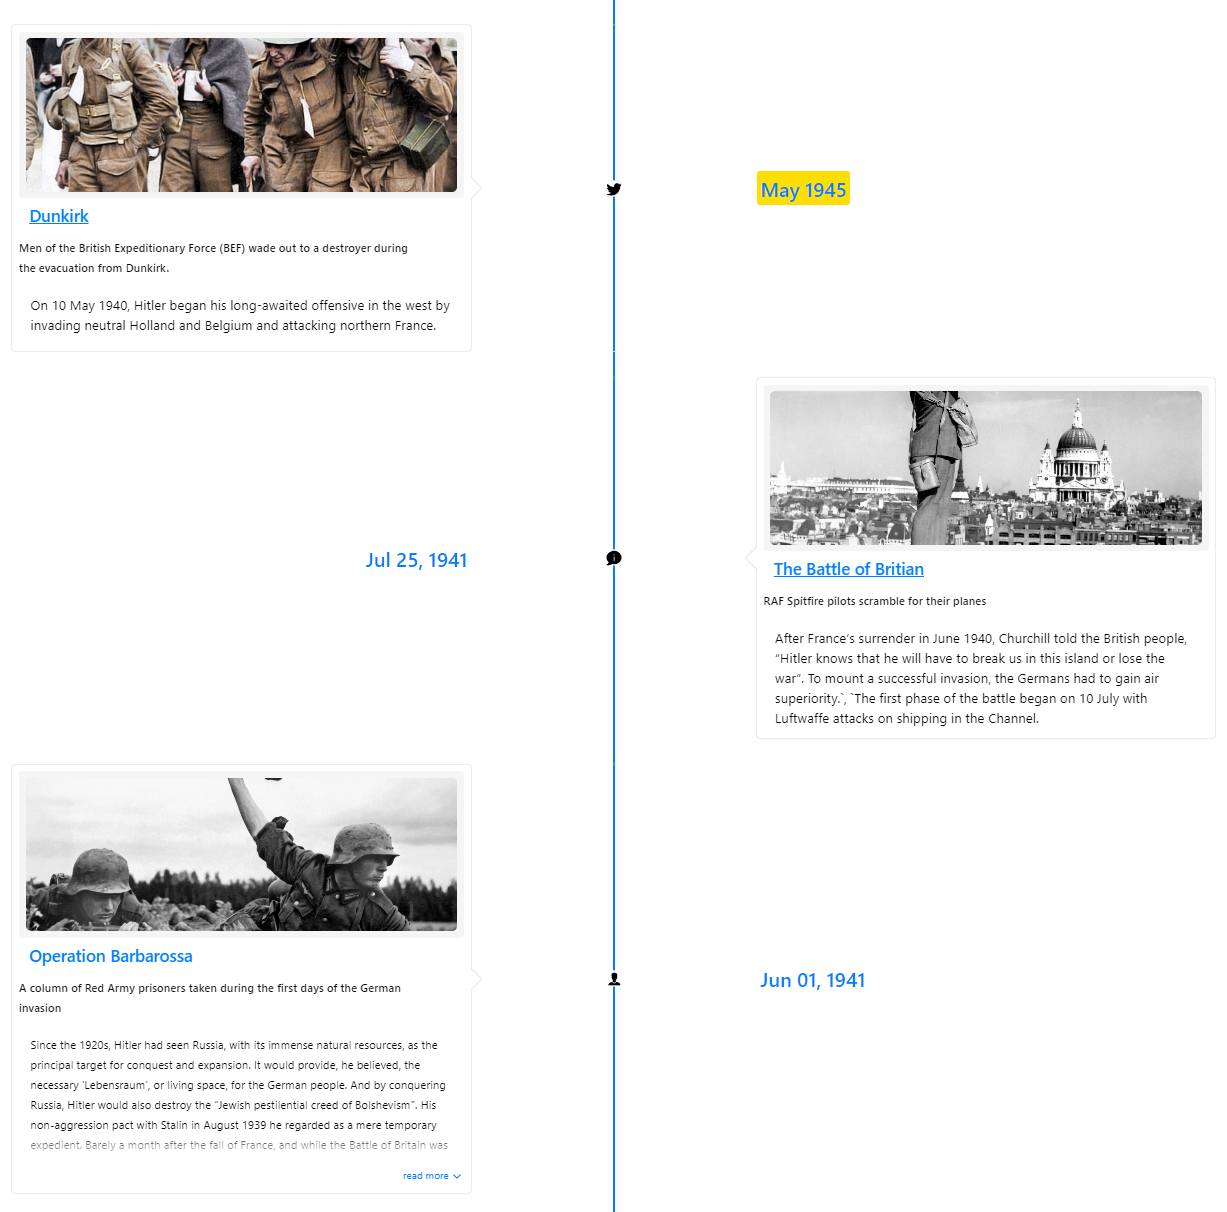 May 1945
Dunkirk
Men of the British Expeditionary Force (BEF) wade out to a destroyer during
the evacuation from Dunkirk.
On 10 May 1940, Hitler began his long-awaited offensive in the west by
invading neutral Holland and Belgium and attacking northern France.
Jul 25, 1941
The Battle of Britian
RAF Spitfire pilots scramble for their planes
After France’s surrender in June 1940, Churchill told the British people,
“Hitler knows that he will have to break us in this island or lose the
war”. To mount a successful invasion, the Germans had to gain air
superiority.`, `The first phase of the battle began on 10 July with
Luftwaffe attacks on shipping in the Channel.
Operation Barbarossa
Jun 01, 1941
A column of Red Army prisoners taken during the first days of the German
invasion
Since the 1920s, Hitler had seen Russia, with its immense natural resources, as the
principal target for conquest and expansion. It would provide, he believed, the
necessary ‘Lebensraum’, or living space, for the German people. And by conquering
Russia, Hitler would also destroy the “Jewish pestilential creed of Bolshevism”. His
non-aggression pact with Stalin in August 1939 he regarded as a mere temporary
expedient. Barely a month after the fall of France, and while the Battle of Britain was
read more